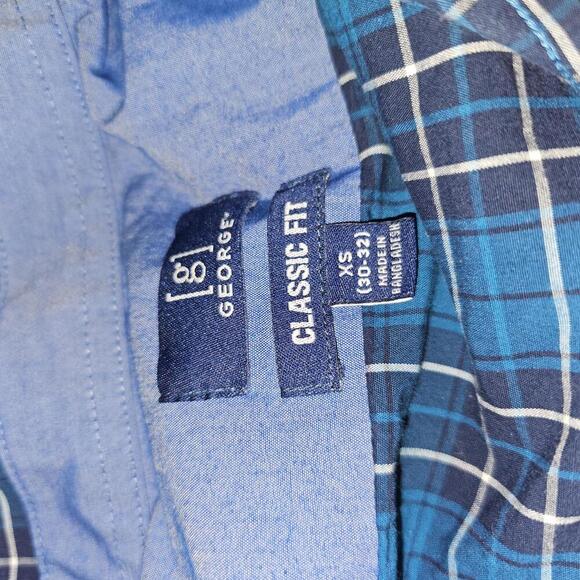 [g]
GEORGE®
CLASSIC FIT
XS
(30-32)
MADE IN
BANGLADESH